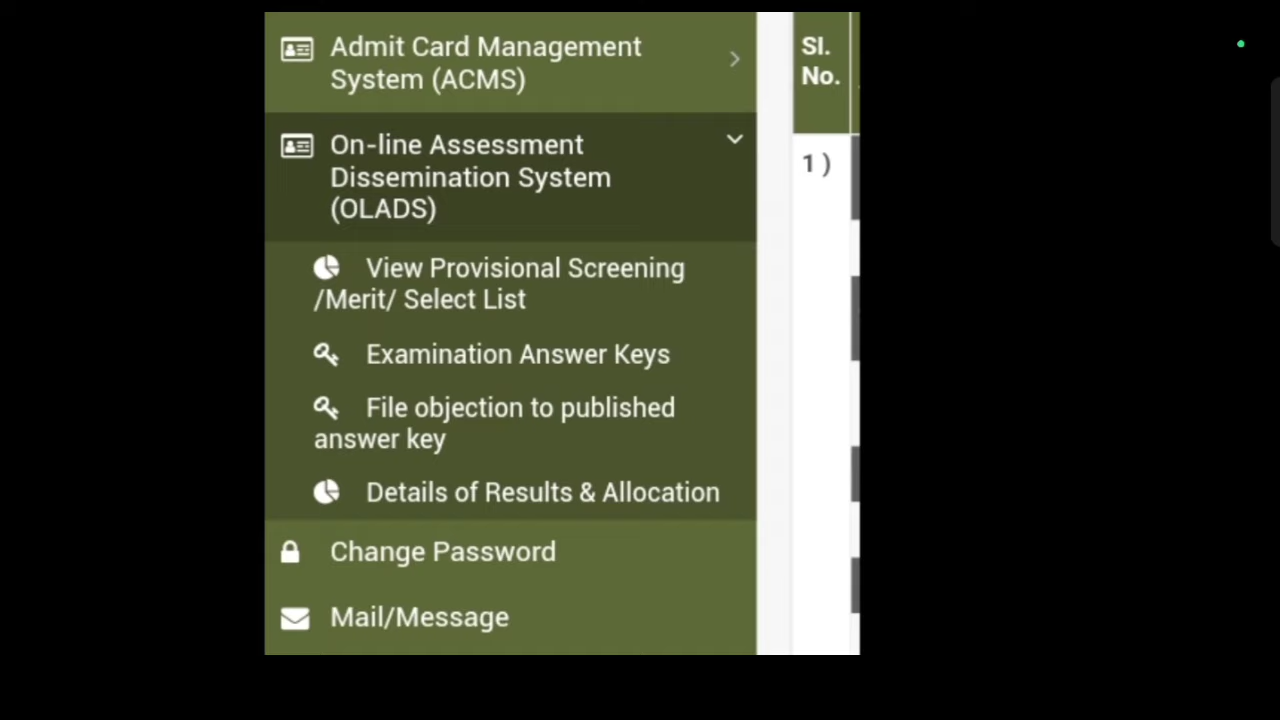 Admit Card Management
System (ACMS)
On-line Assessment
Dissemination System
(OLADS)
View Provisional Screening
/Merit/ Select List
Examination Answer Keys
File objection to published
answer key
Details of Results & Allocation
Change Password
Mail/Message
Sl.
No.
1 )